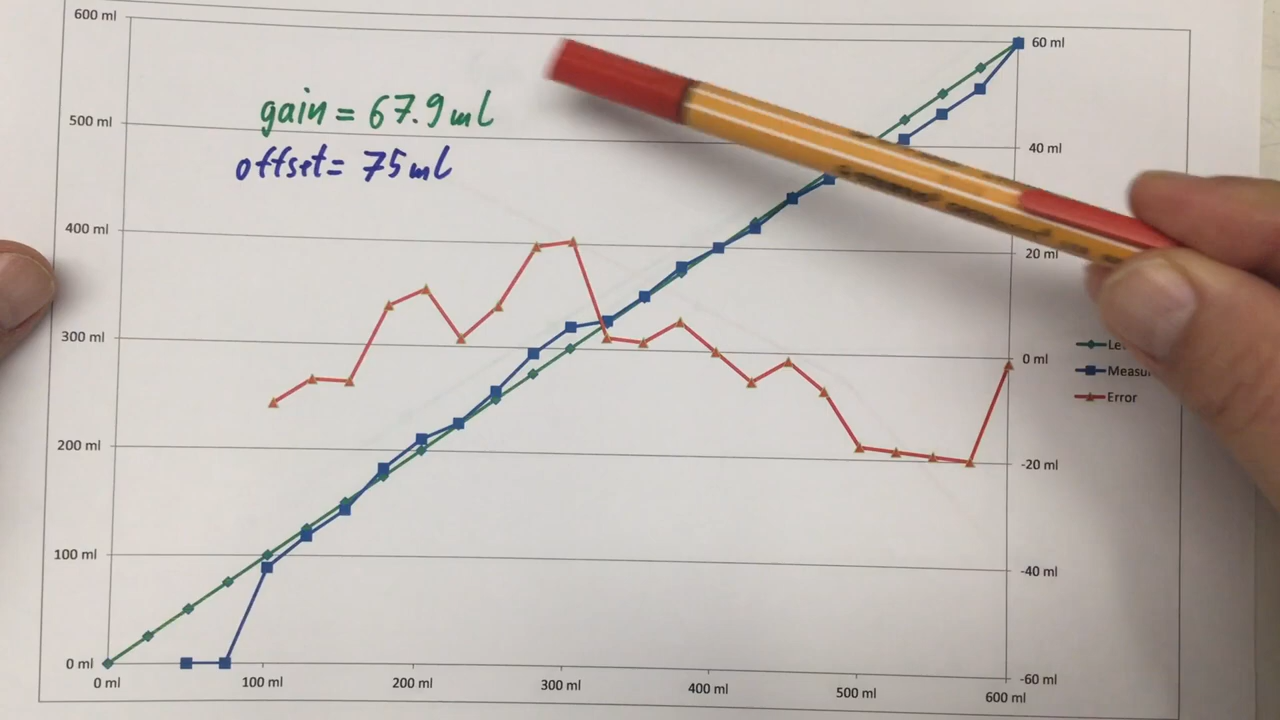 600 ml
500 ml
400 ml
300 ml
200 ml
100 ml
0 ml
gain = 67.9 ml
offset = 75 ml
60 ml
40 ml
20 ml
0 ml
-20 ml
-40 ml
-60 ml
Error
0 ml 100 ml 200 ml 300 ml 400 ml 500 ml 600 ml